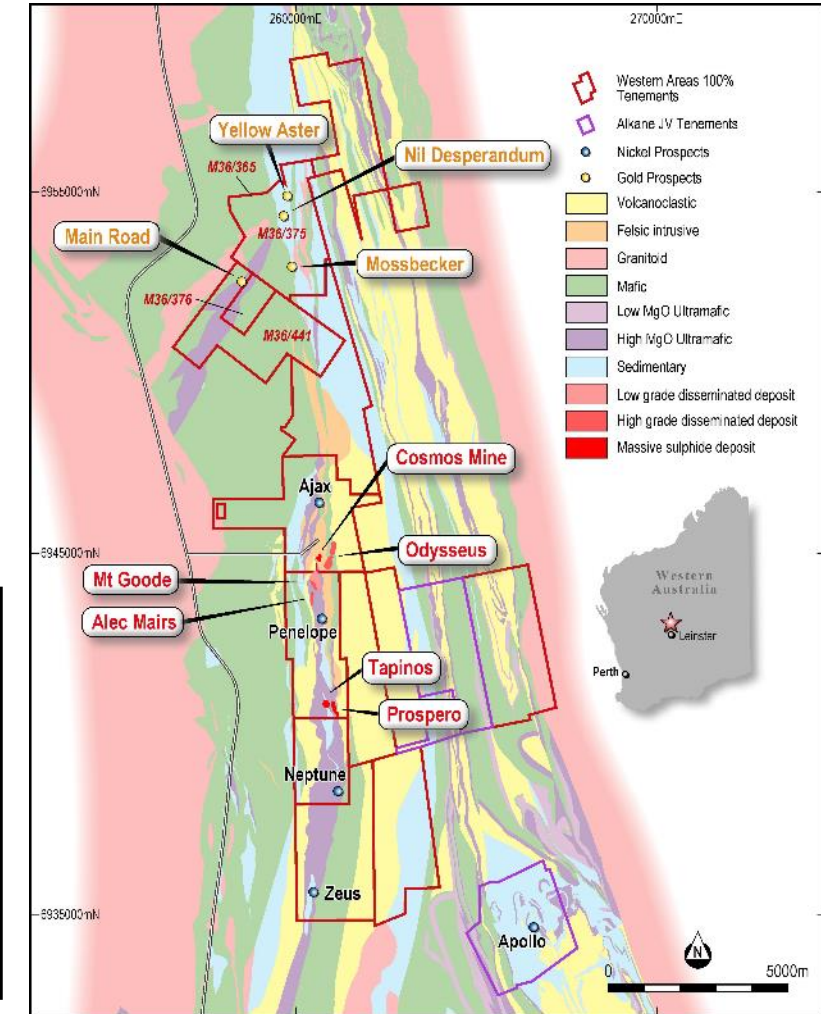 260000mE
270000mE
Western Areas 100%
Tenements
Alkane JV Tenements
Nickel Prospects
Gold Prospects
Volcanoclastic
Felsic intrusive
Granitoid
Mafic
Low MgO Ultramafic
High MgO Ultramafic
Sedimentary
Low grade disseminated deposit
High grade disseminated deposit
Massive sulphide deposit
Yellow Aster
Nil Desperandum
M36/365
6955000mN
M36/375
Main Road
Mossbecker
M36/376
M36/441
Cosmos Mine
Ajax
6945000mN
Odysseus
Mt Goode
Alec Mairs
Penelope
Tapinos
Prospero
Neptune
Zeus
6935000mN
Apollo
Western
Australia
Leinster
Perth
N
0
5000m